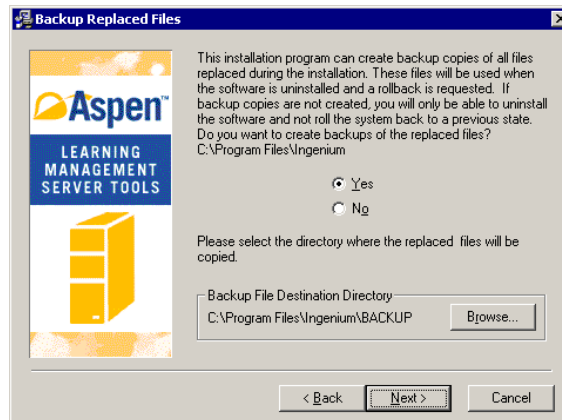 Backup Replaced Files
Aspen™
LEARNING
MANAGEMENT
SERVER TOOLS
This installation program can create backup copies of all files
replaced during the installation. These files will be used when
the software is uninstalled and a rollback is requested. If
backup copies are not created, you will only be able to uninstall
the software and not roll the system back to a previous state.
Do you want to create backups of the replaced files?
C:\Program Files\Ingenium
Yes
No
Please select the directory where the replaced files will be
copied.
Backup File Destination Directory
C:\Program Files\Ingenium\BACKUP
Browse...
< Back
Next >
Cancel